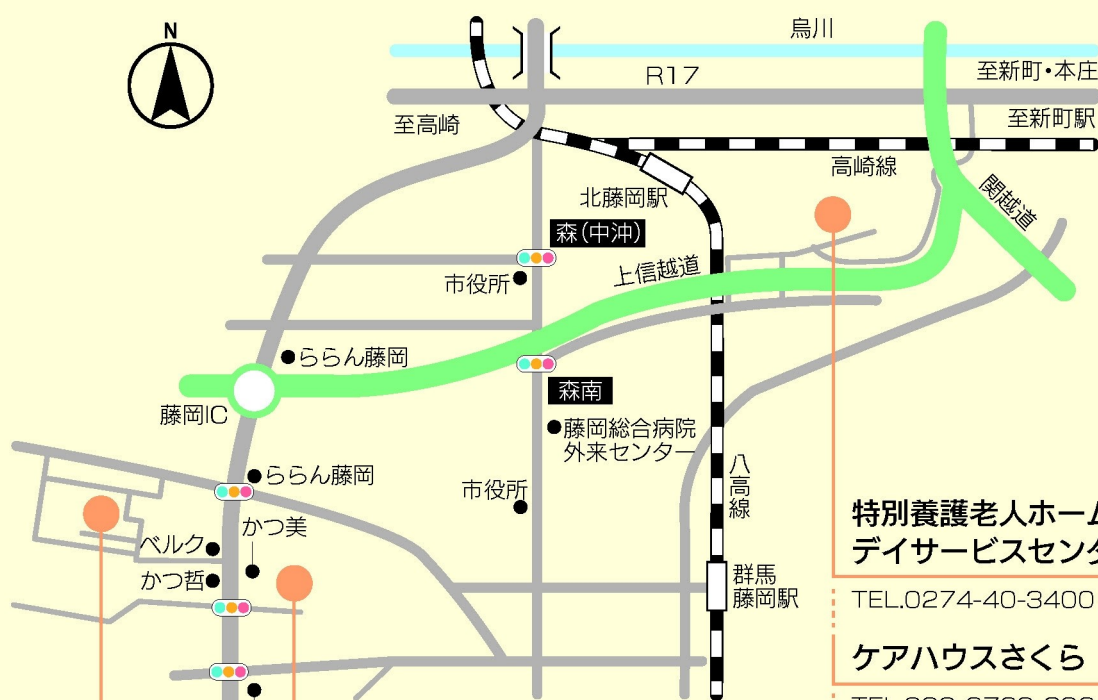 N
烏川
R17
至新町・本庄
至高崎
至新町駅
高崎線
北藤岡駅
関越道
森(中沖)
市役所
上信越道
ららん藤岡
森南
藤岡IC
藤岡総合病院
外来センター
ららん藤岡
市役所
八高線
かつ美
ベルク
かつ哲
群馬
藤岡駅
特別養護老人ホーム
デイサービスセンタ
TEL.0274-40-3400
ケアハウスさくら